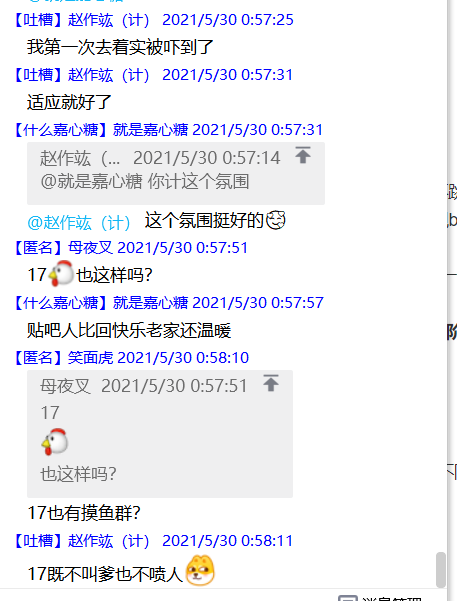 【吐槽】赵作竑（计） 2021/5/30 0:57:25
我第一次去着实被吓到了
【吐槽】赵作竑（计） 2021/5/30 0:57:31
适应就好了
【什么嘉心糖】就是嘉心糖 2021/5/30 0:57:31
赵作竑（... 2021/5/30 0:57:14
@就是嘉心糖 你计这个氛围
@赵作竑（计） 这个氛围挺好的
【匿名】母夜叉 2021/5/30 0:57:51
17🐔也这样吗?
【什么嘉心糖】就是嘉心糖 2021/5/30 0:57:57
贴吧人比回快乐老家还温暖
【匿名】笑面虎 2021/5/30 0:58:10
母夜叉 2021/5/30 0:57:51
17
🐔
也这样吗?
17也有摸鱼群?
【吐槽】赵作竑（计） 2021/5/30 0:58:11
17既不叫爹也不喷人